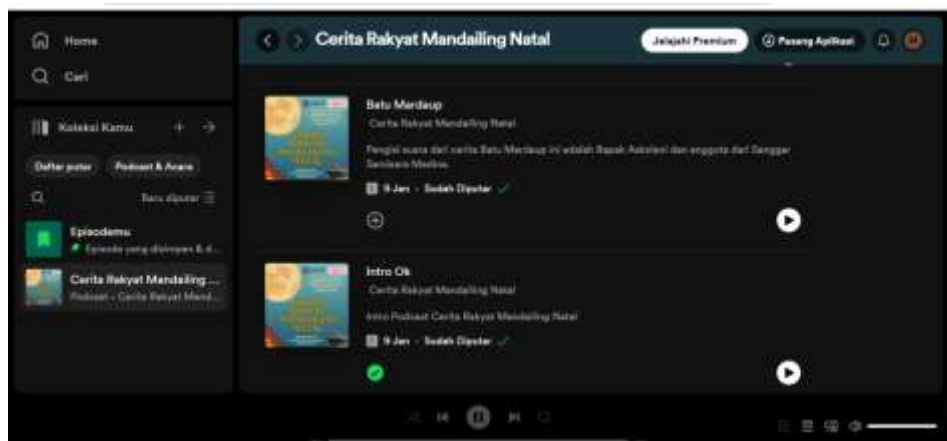 Home
Cari
Koleksi Kamu
Daftar putar
Podcast & Acara
Baru diputar
Episodemu
Episode yang disimpan & d...
Cerita Rakyat Mandailing ...
Podcast • Cerita Rakyat Mand...
Cerita Rakyat Mandailing Natal
Jelajahi Premium
Pasang Aplikasi
Batu Mardaup
Cerita Rakyat Mandailing Natal
Pengisi suara dari cerita Batu Mardaup ini adalah Bapak Askolani dan anggota dari Sanggar
9 Jan • Sudah Diputar
Intro Ok
Cerita Rakyat Mandailing Natal
Intro Podcast Cerita Rakyat Mandailing Natal
9 Jan • Sudah Diputar